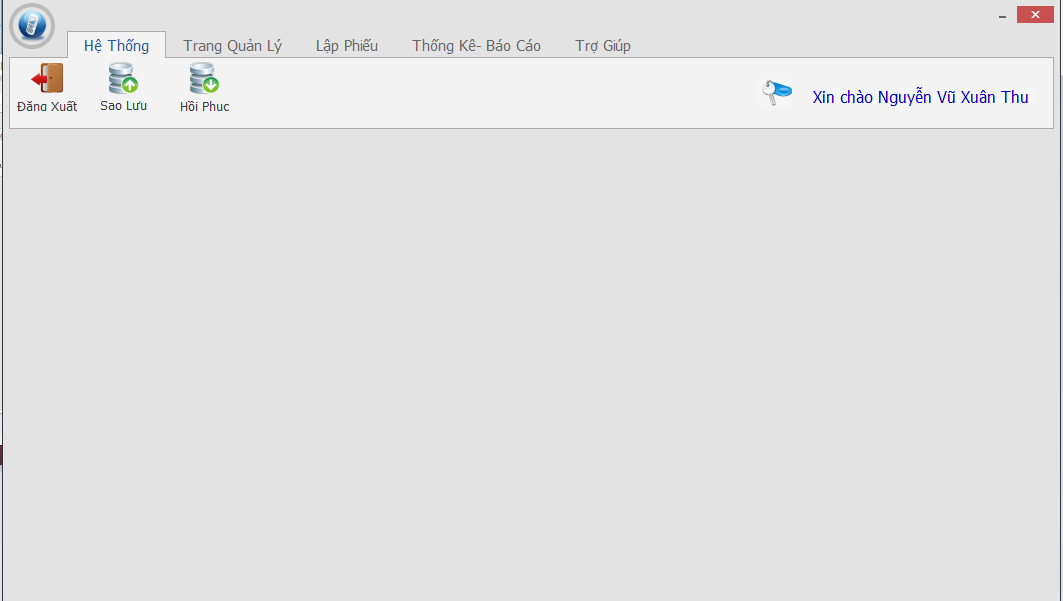 Hệ Thống
Trang Quản Lý
Lập Phiếu
Thống Kê- Báo Cáo
Trợ Giúp
Đăng Xuất
Sao Lưu
Hồi Phục
Xin chào Nguyễn Vũ Xuân Thu